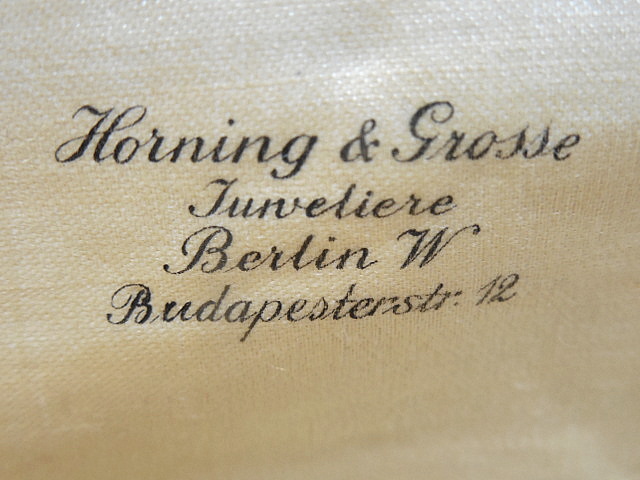 Horning & Grosse
Juweliere
Berlin W
Budapesterstr. 12